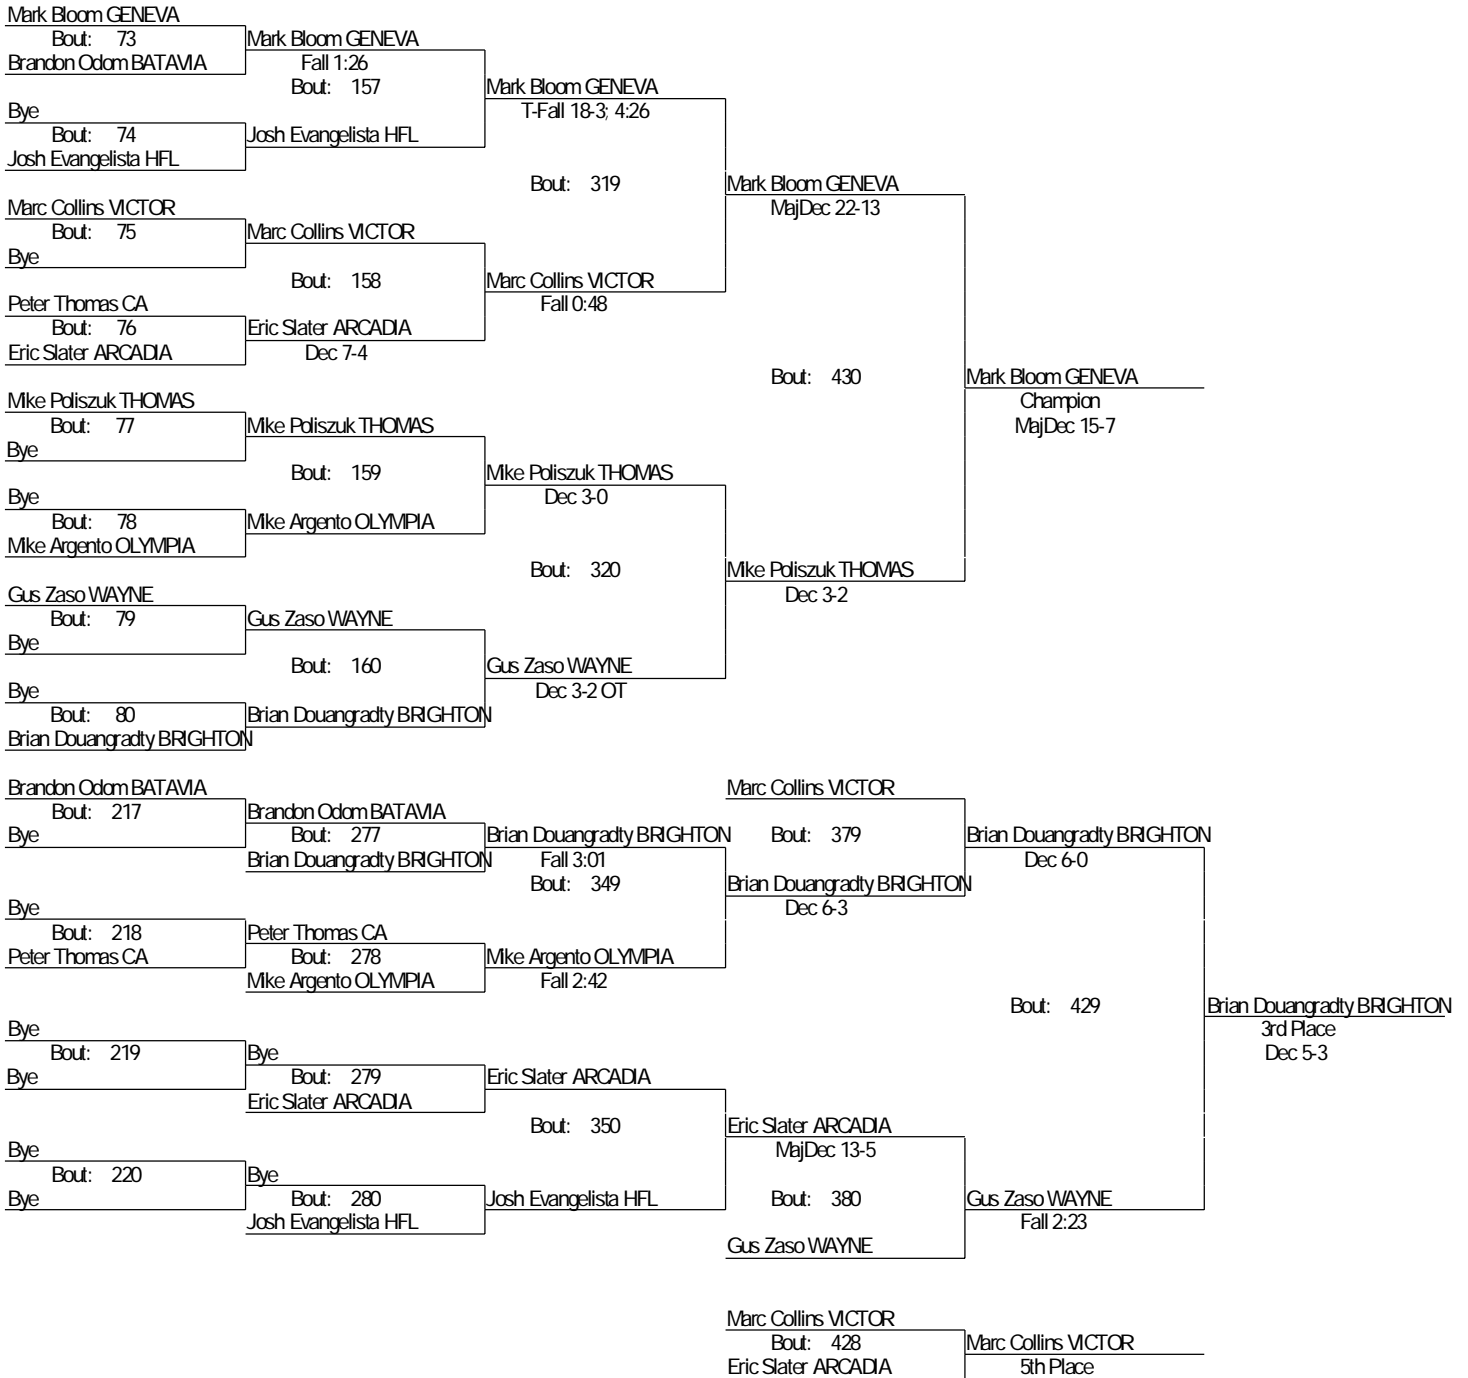 Mark Bloom GENEVA
Bout: 73
Mark Bloom GENEVA
Brandon Odom BATAVIA
Fall 1:26
Bout: 157
Mark Bloom GENEVA
Bye
T-Fall 18-3; 4:26
Bout: 74
Josh Evangelista HFL
Josh Evangelista HFL
Bout: 319
Mark Bloom GENEVA
Marc Collins VICTOR
MajDec 22-13
Bout: 75
Marc Collins VICTOR
Bye
Bout: 158
Marc Collins VICTOR
Peter Thomas CA
Fall 0:48
Bout: 76
Eric Slater ARCADIA
Eric Slater ARCADIA
Dec 7-4
Bout: 430
Mark Bloom GENEVA
Mike Poliszuk THOMAS
Champion
Bout: 77
Mike Poliszuk THOMAS
MajDec 15-7
Bye
Bout: 159
Mike Poliszuk THOMAS
Bye
Dec 3-0
Bout: 78
Mike Argento OLYMPIA
Mike Argento OLYMPIA
Bout: 320
Mike Poliszuk THOMAS
Gus Zaso WAYNE
Dec 3-2
Bout: 79
Gus Zaso WAYNE
Bye
Bout: 160
Gus Zaso WAYNE
Bye
Dec 3-2 OT
Bout: 80
Brian Douangradty BRIGHTON
Brian Douangradty BRIGHTON
Brandon Odom BATAVIA
Marc Collins VICTOR
Bout: 217
Brandon Odom BATAVIA
Bye
Bout: 277
Brian Douangradty BRIGHTON
Bout: 379
Brian Douangradty BRIGHTON
Brian Douangradty BRIGHTON
Fall 3:01
Dec 6-0
Bout: 349
Brian Douangradty BRIGHTON
Bye
Dec 6-3
Bout: 218
Peter Thomas CA
Peter Thomas CA
Bout: 278
Mike Argento OLYMPIA
Mike Argento OLYMPIA
Fall 2:42
Bout: 429
Brian Douangradty BRIGHTON
Bye
3rd Place
Bout: 219
Bye
Dec 5-3
Bye
Bout: 279
Eric Slater ARCADIA
Eric Slater ARCADIA
Bout: 350
Eric Slater ARCADIA
Bye
MajDec 13-5
Bout: 220
Bye
Bye
Bout: 280
Josh Evangelista HFL
Bout: 380
Gus Zaso WAYNE
Josh Evangelista HFL
Fall 2:23
Gus Zaso WAYNE
Marc Collins VICTOR
Bout: 428
Marc Collins VICTOR
Eric Slater ARCADIA
5th Place